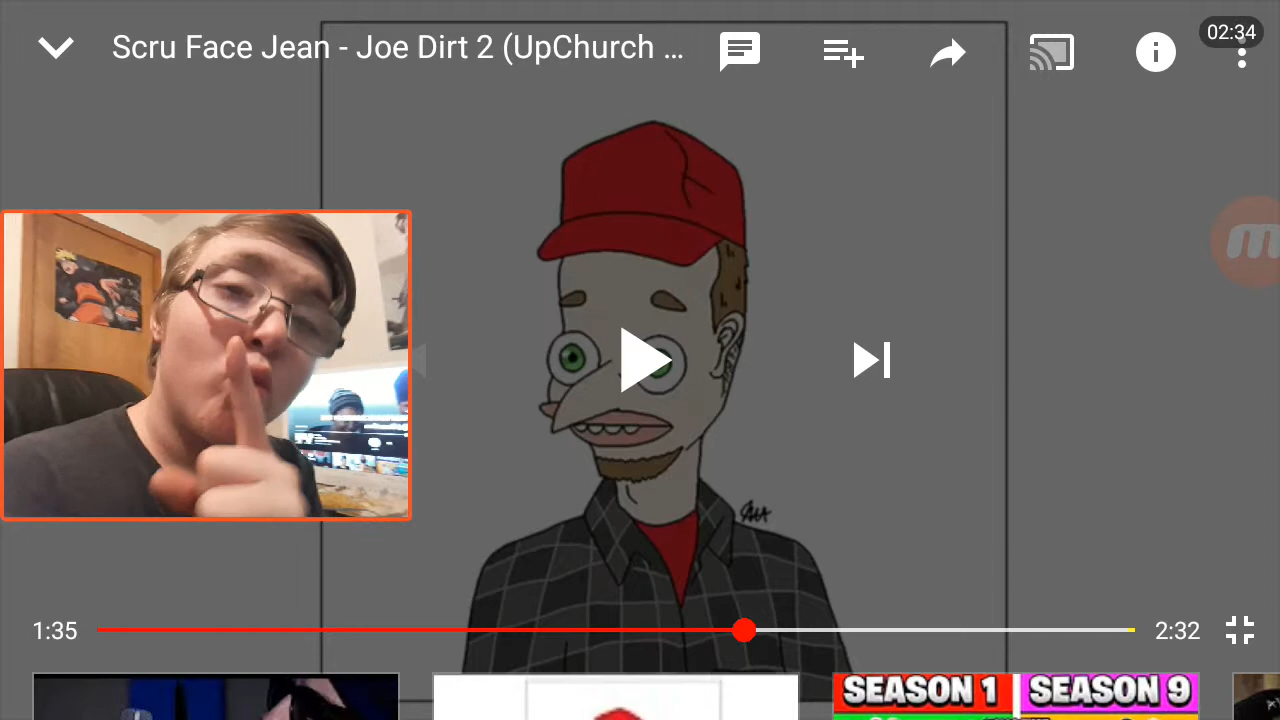 02:34
Scru Face Jean - Joe Dirt 2 (UpChurch ...
1:35
2:32
SEASON 1
SEASON 9